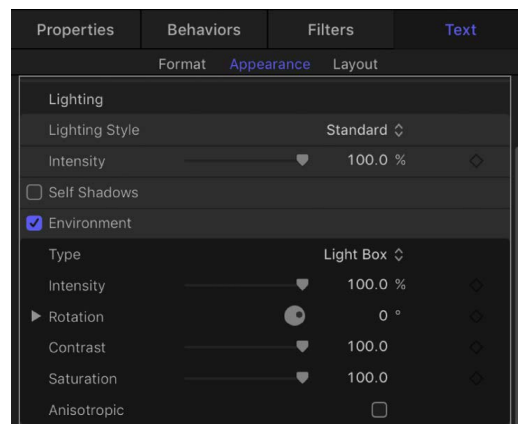 Properties Behaviors Filters Text
Format Appearance Layout
Lighting
Lighting Style Standard
Intensity 100.0 %
Self Shadows
Environment
Type Light Box
Intensity 100.0 %
Rotation 0 °
Contrast 100.0
Saturation 100.0
Anisotropic